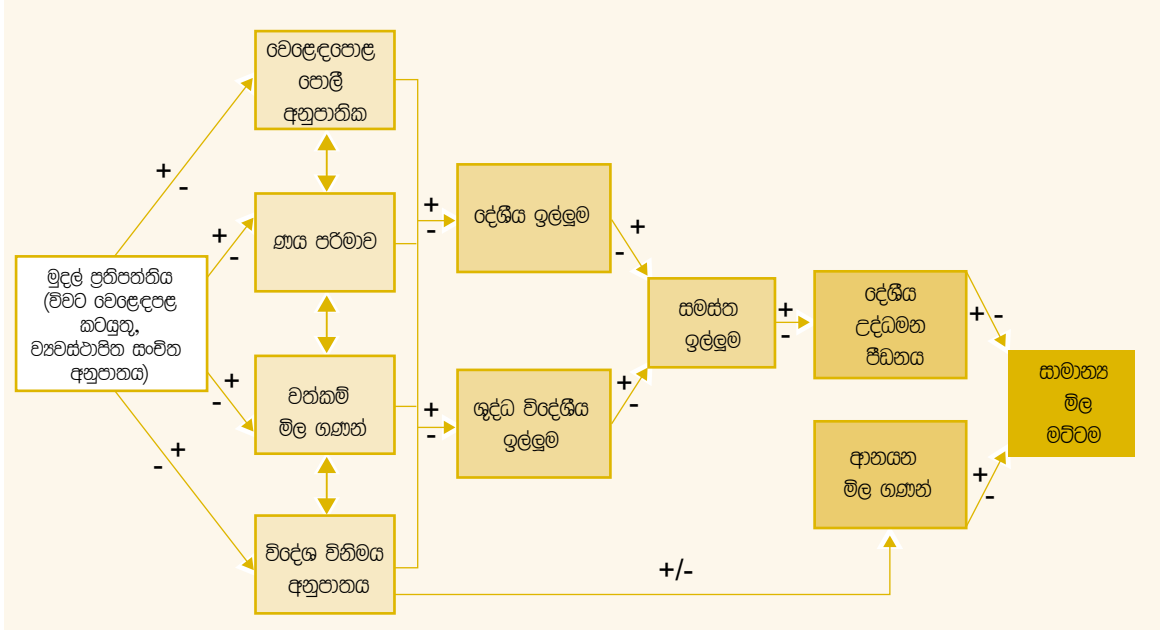 මුදල් ප්‍රතිපත්තිය
(විවට වෙළෙඳපළ
කටයුතු,
ව්‍යවස්ථාපිත සංචිත
අනුපාතය)
+
-
+
-
+
-
+
-
වෙළෙඳපොළ
පොලී
අනුපාතික
ණය පරිමාව
වත්කම්
මිල ගණන්
විදේශ විනිමය
අනුපාතය
+
-
+
-
දේශීය ඉල්ලුම
ශුද්ධ විදේශීය
ඉල්ලූම
+
-
+
-
සමස්ත
ඉල්ලූම
+
-
දේශීය
උද්ධමන
පීඩනය
ආනයන
මිල ගණන්
+/-
+ -
+
-
සාමාන්‍ය
මිල
මට්ටම